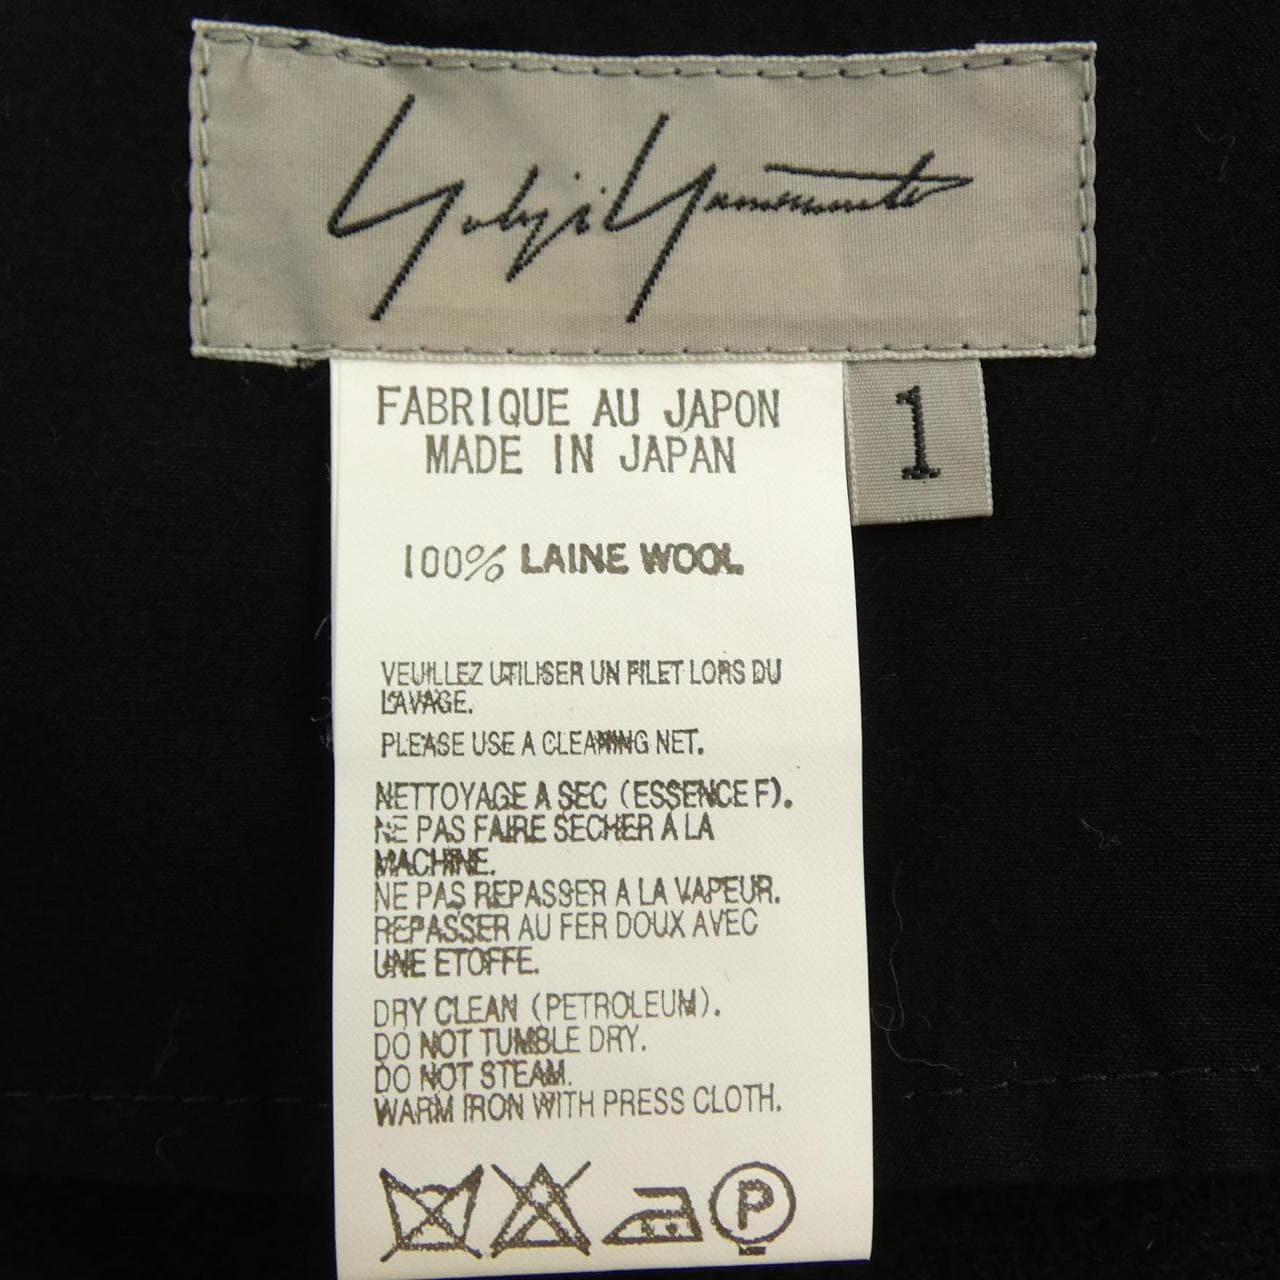 Yohji Yamamoto
FABRIQUE AU JAPON
MADE IN JAPAN
1
100% LAINE WOOL
VEUILLEZ UTILISER UN FILET LORS DU
LAVAGE.
PLEASE USE A CLEANING NET.
NETTOYAGE A SEC (ESSENCE F).
NE PAS FAIRE SECHER A LA
MACHINE.
NE PAS REPASSER A LA VAPEUR.
REPASSER AU FER DOUX AVEC
UNE ETOFFE.
DRY CLEAN (PETROLEUM).
DO NOT TUMBLE DRY.
DO NOT STEAM.
WARM IRON WITH PRESS CLOTH.
P